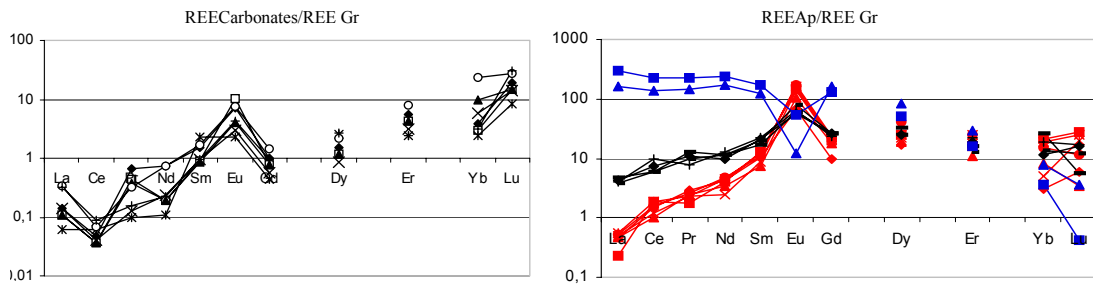 REECarbonates/REE Gr
100
10
1
0,1
0,01
La Ce Pr Nd Sm Eu Gd Dy Er Yb Lu
REEAp/REE Gr
1000
100
10
1
0,1
La Ce Pr Nd Sm Eu Gd Dy Er Yb Lu